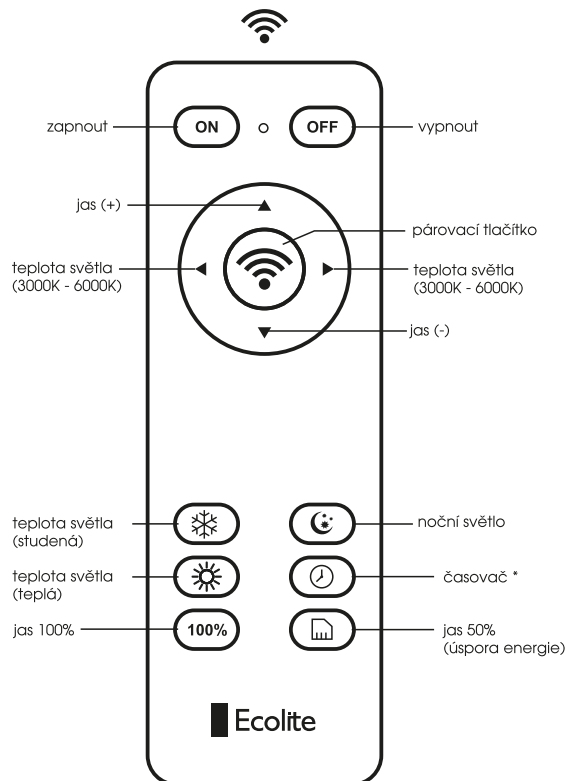 zapnout
ON
OFF
vypnout
jas (+)
párovací tlačítko
teplota světla
(3000K - 6000K)
teplota světla
(3000K - 6000K)
jas (-)
teplota světla
(studená)
noční světlo
teplota světla
(teplá)
časovač *
jas 100%
100%
jas 50%
(úspora energie)
Ecolite